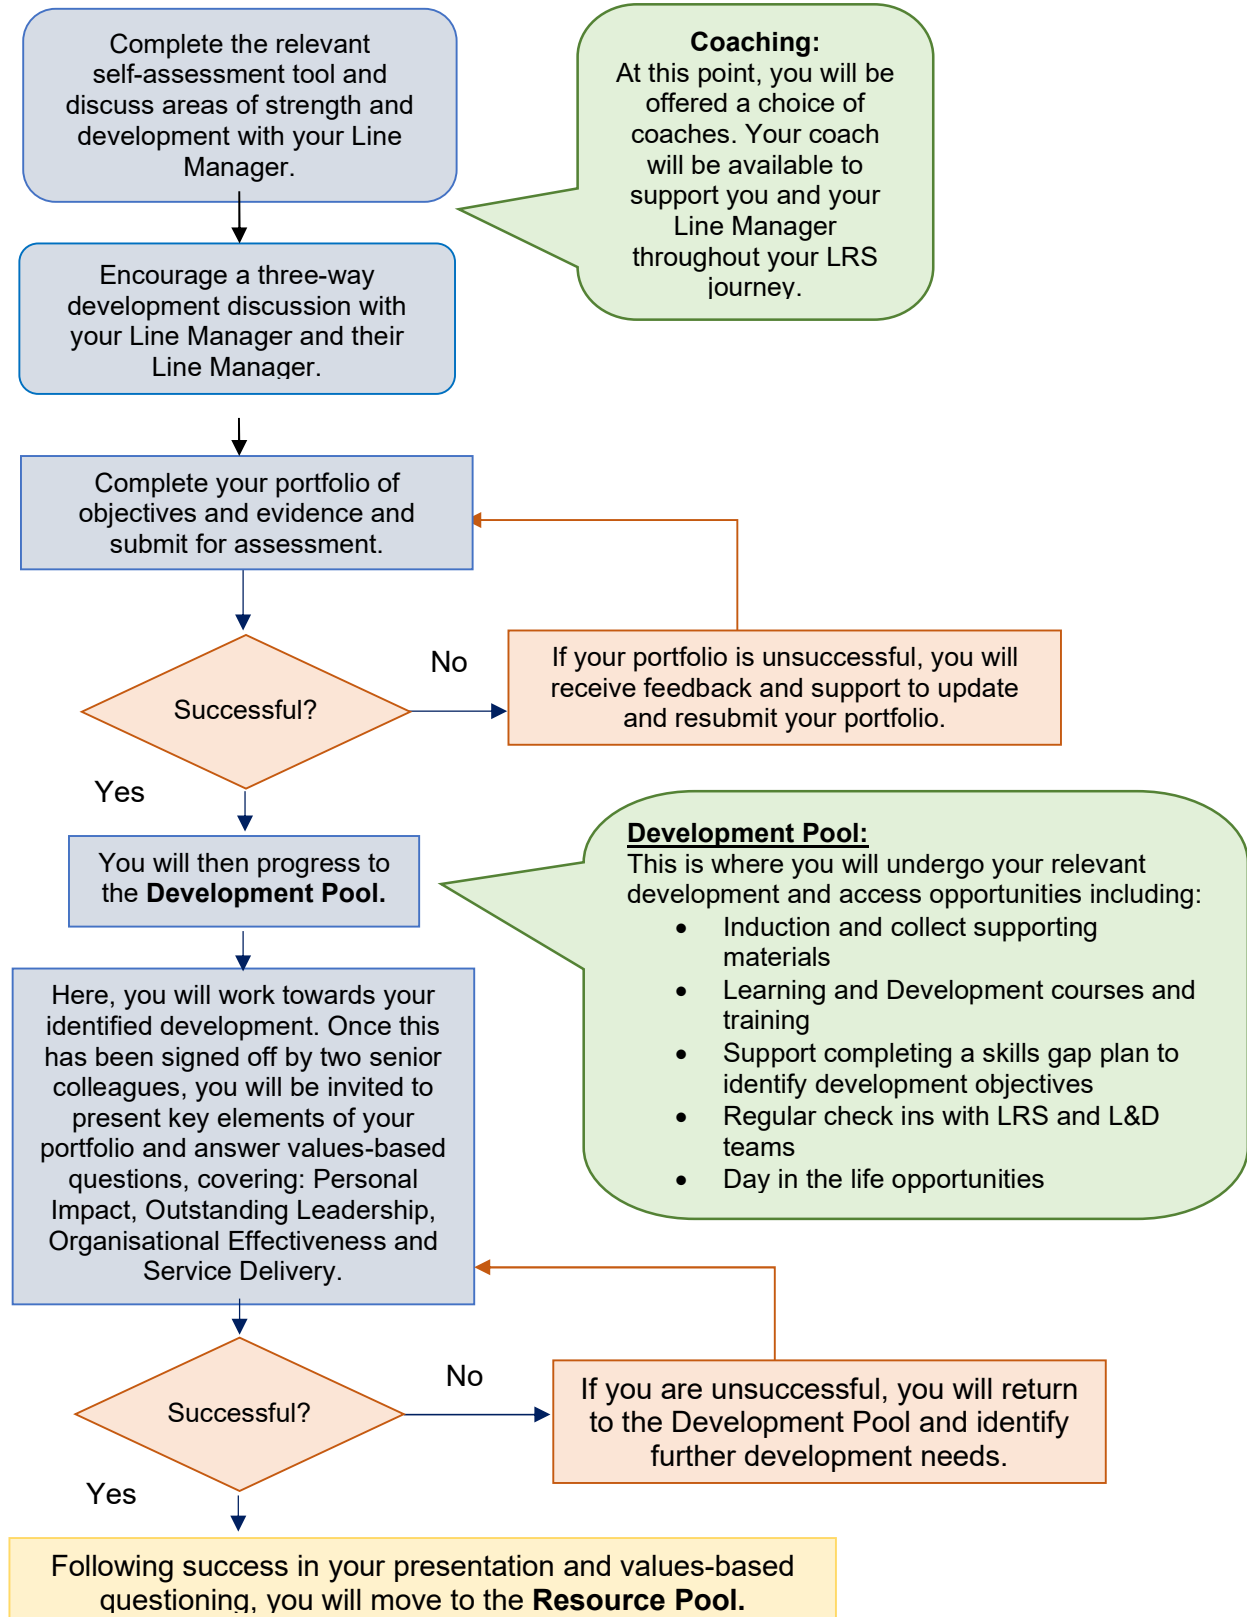 Complete the relevant
self-assessment tool and
discuss areas of strength and
development with your Line
Manager.
Coaching:
At this point, you will be
offered a choice of
coaches. Your coach
will be available to
support you and your
Line Manager
throughout your LRS
journey.
Encourage a three-way
development discussion with
your Line Manager and their
Line Manager.
Complete your portfolio of
objectives and evidence and
submit for assessment.
Successful?
No
If your portfolio is unsuccessful, you will
receive feedback and support to update
and resubmit your portfolio.
Yes
You will then progress to
the Development Pool.
Development Pool:
This is where you will undergo your relevant
development and access opportunities including:
• Induction and collect supporting
materials
• Learning and Development courses and
training
• Support completing a skills gap plan to
identify development objectives
• Regular check ins with LRS and L&D
teams
• Day in the life opportunities
Here, you will work towards your
identified development. Once this
has been signed off by two senior
colleagues, you will be invited to
present key elements of your
portfolio and answer values-based
questions, covering: Personal
Impact, Outstanding Leadership,
Organisational Effectiveness and
Service Delivery.
Successful?
No
If you are unsuccessful, you will return
to the Development Pool and identify
further development needs.
Yes
Following success in your presentation and values-based
questioning, you will move to the Resource Pool.